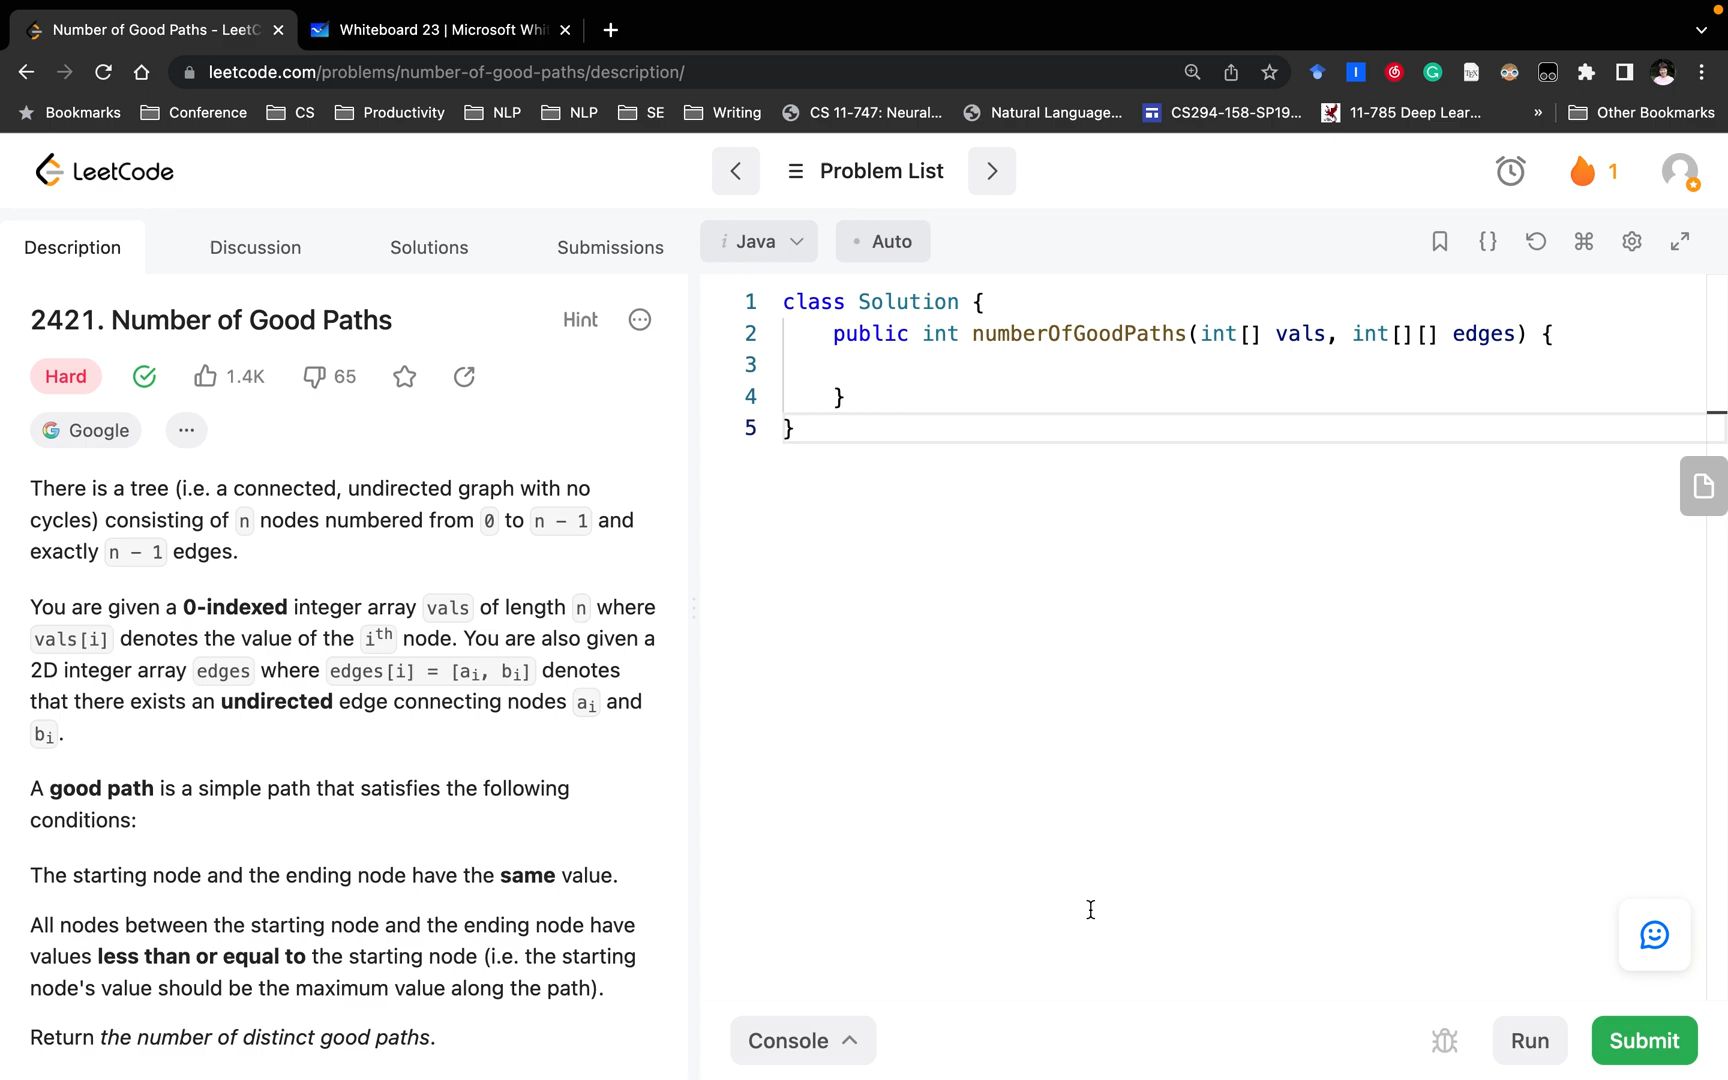 Number of Good Paths - LeetC
Whiteboard 23 | Microsoft Whi
leetcode.com/problems/number-of-good-paths/description/
Bookmarks
Conference
CS
Productivity
NLP
NLP
SE
Writing
CS 11-747: Neural...
Natural Language...
CS294-158-SP19...
11-785 Deep Lear...
»
Other Bookmarks
LeetCode
Problem List
1
Description
Discussion
Solutions
Submissions
i Java
Auto
2421. Number of Good Paths
Hint
Hard
1.4K
65
Google
There is a tree (i.e. a connected, undirected graph with no
cycles) consisting of n nodes numbered from 0 to n - 1 and
exactly n - 1 edges.
You are given a 0-indexed integer array vals of length n where
vals[i] denotes the value of the iᵗʰ node. You are also given a
2D integer array edges where edges[i] = [aᵢ, bᵢ] denotes
that there exists an undirected edge connecting nodes aᵢ and
bᵢ.
A good path is a simple path that satisfies the following
conditions:
The starting node and the ending node have the same value.
All nodes between the starting node and the ending node have
values less than or equal to the starting node (i.e. the starting
node's value should be the maximum value along the path).
Return the number of distinct good paths.
1 class Solution {
2 public int numberOfGoodPaths(int[] vals, int[][] edges) {
3
4 }
5 }
Console
Run
Submit